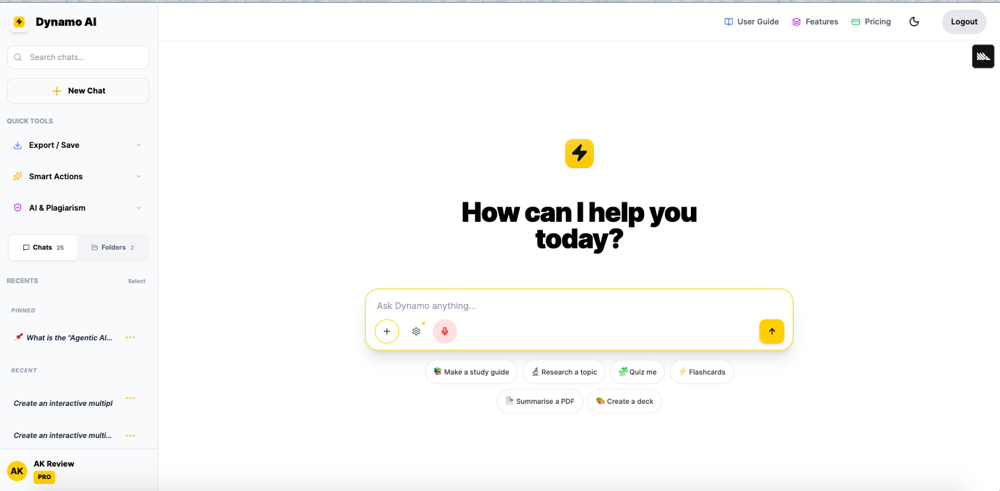 Dynamo AI
User Guide
Features
Pricing
Logout
Search chats...
New Chat
QUICK TOOLS
Export / Save
Smart Actions
AI & Plagiarism
Chats 25
Folders 2
RECENTS
Select
PINNED
What is the "Agentic AI...
RECENT
Create an interactive multipl
Create an interactive multi...
AK
AK Review
PRO
How can I help you
today?
Ask Dynamo anything...
Make a study guide
Research a topic
Quiz me
Flashcards
Summarise a PDF
Create a deck